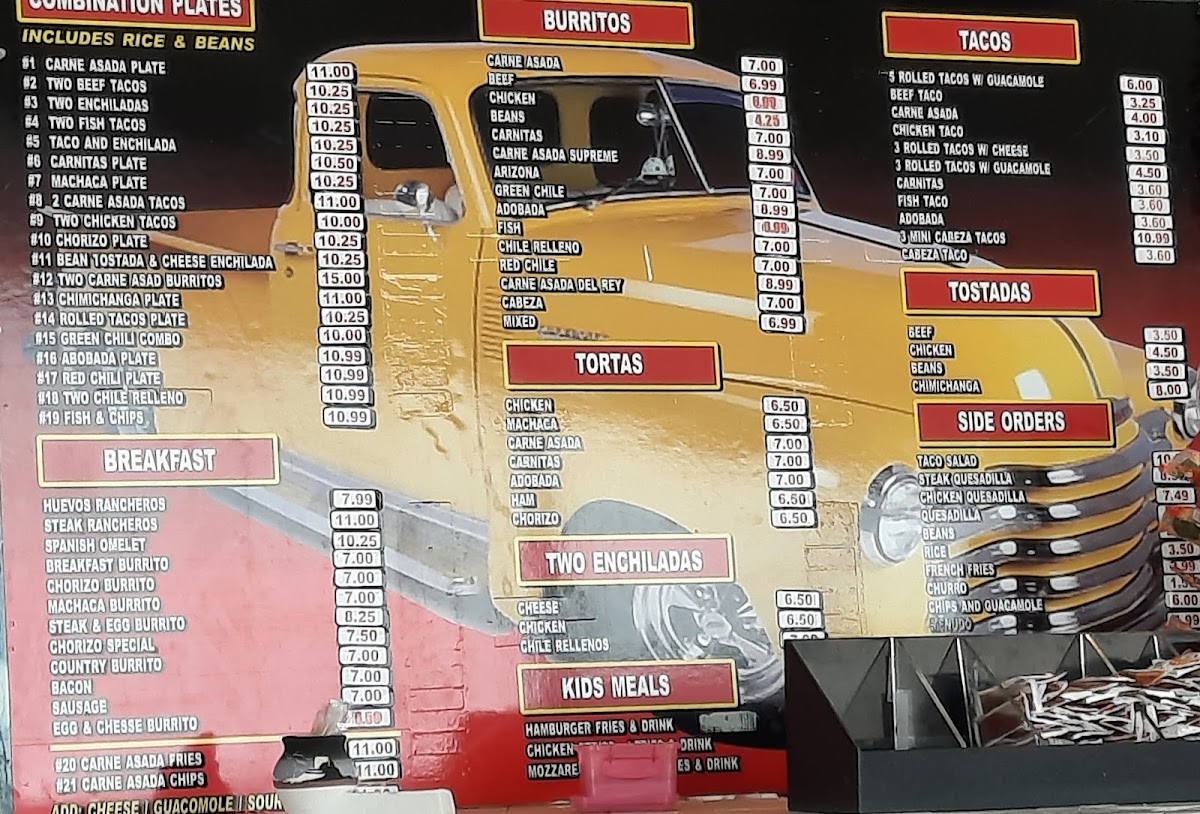 COMBINATION PLATES
INCLUDES RICE & BEANS
#1 CARNE ASADA PLATE 11.00
#2 TWO BEEF TACOS 10.25
#3 TWO ENCHILADAS 10.25
#4 TWO FISH TACOS 10.25
#5 TACO AND ENCHILADA 10.25
#6 CARNITAS PLATE 10.50
#7 MACHACA PLATE 10.25
#8 2 CARNE ASADA TACOS 11.00
#9 TWO CHICKEN TACOS 10.00
#10 CHORIZO PLATE 10.25
#11 BEAN TOSTADA & CHEESE ENCHILADA 10.25
#12 TWO CARNE ASAD BURRITOS 15.00
#13 CHIMICHANGA PLATE 11.00
#14 ROLLED TACOS PLATE 10.25
#15 GREEN CHILI COMBO 10.00
#16 ABOBADA PLATE 10.99
#17 RED CHILI PLATE 10.99
#18 TWO CHILE RELLENO 10.99
#19 FISH & CHIPS 10.99
BREAKFAST
HUEVOS RANCHEROS 7.99
STEAK RANCHEROS 11.00
SPANISH OMELET 10.25
BREAKFAST BURRITO 7.00
CHORIZO BURRITO 7.00
MACHACA BURRITO 7.00
STEAK & EGG BURRITO 8.25
CHORIZO SPECIAL 7.50
COUNTRY BURRITO 7.00
BACON 7.00
SAUSAGE 7.00
EGG & CHESSE BURRITO
#20 CARNE ASADA FRIES 11.00
#21 CARNE ASADA CHIPS 11.00
ADD: CHEESE / GUACOMOLE / SOUR
BURRITOS
CARNE ASADA 7.00
BEEF 6.99
CHICKEN
BEANS 4.25
CARNITAS 7.00
CARNE ASADA SUPREME 8.99
ARIZONA 7.00
GREEN CHILE 7.00
ADOBADA 8.99
FISH
CHILE RELLENO 7.00
RED CHILE 7.00
CARNE ASADA DEL REY 8.99
CABEZA 7.00
MIXED 6.99
TORTAS
CHICKEN 6.50
MACHACA 6.50
CARNE ASADA 7.00
CARNITAS 7.00
ADOBADA 7.00
HAM 6.50
CHORIZO 6.50
TWO ENCHILADAS
CHEESE 6.50
CHICKEN 6.50
CHILE RELLENOS
KIDS MEALS
HAMBURGER FRIES & DRINK
CHICKEN DRINK
MOZZARE ES & DRINK
TACOS
5 ROLLED TACOS W/ GUACAMOLE 6.00
BEEF TACO 3.25
CARNE ASADA 4.00
CHICKEN TACO 3.10
3 ROLLED TACOS W/ CHEESE 3.50
3 ROLLED TACOS W/ GUACAMOLE 4.50
CARNITAS 3.60
FISH TACO 3.60
ADOBADA 3.60
3 MINI CABEZA TACOS 10.99
CABEZA TACO 3.60
TOSTADAS
BEEF 3.50
CHICKEN 4.50
BEANS 3.50
CHIMICHANGA 8.00
SIDE ORDERS
TACO SALAD
STEAK QUESADILLA
CHICKEN QUESADILLA 7.49
QUESADILLA
BEANS
RICE 3.50
FRENCH FRIES
CHURRO
CHIPS AND GUACAMOLE 6.00
MENUDO